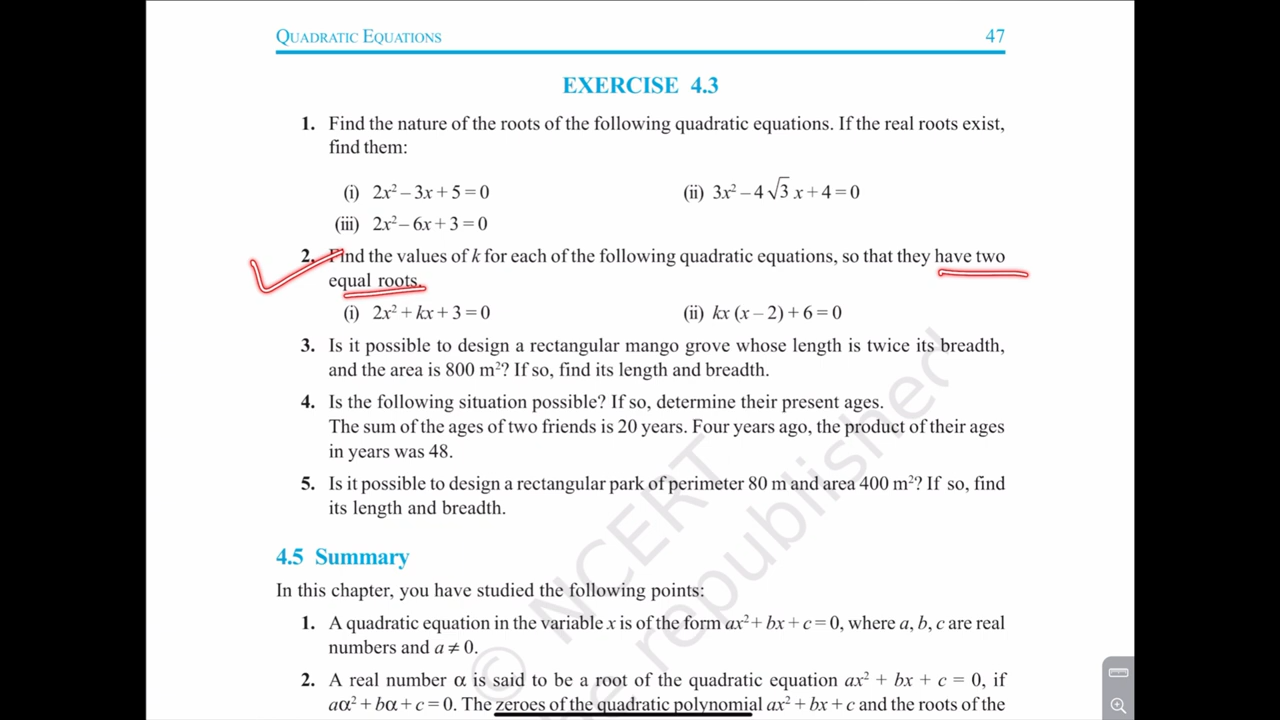 QUADRATIC EQUATIONS 47
EXERCISE 4.3
1. Find the nature of the roots of the following quadratic equations. If the real roots exist,
find them:
(i) 2x² – 3x + 5 = 0 (ii) 3x² – 4√3 x + 4 = 0
(iii) 2x² – 6x + 3 = 0
2. Find the values of k for each of the following quadratic equations, so that they have two
equal roots.
(i) 2x² + kx + 3 = 0 (ii) kx (x – 2) + 6 = 0
3. Is it possible to design a rectangular mango grove whose length is twice its breadth,
and the area is 800 m²? If so, find its length and breadth.
4. Is the following situation possible? If so, determine their present ages.
The sum of the ages of two friends is 20 years. Four years ago, the product of their ages
in years was 48.
5. Is it possible to design a rectangular park of perimeter 80 m and area 400 m²? If so, find
its length and breadth.
4.5 Summary
In this chapter, you have studied the following points:
1. A quadratic equation in the variable x is of the form ax² + bx + c = 0, where a, b, c are real
numbers and a ≠ 0.
2. A real number α is said to be a root of the quadratic equation ax² + bx + c = 0, if
aα² + bα + c = 0. The zeroes of the quadratic polynomial ax² + bx + c and the roots of the
© NCERT
republished